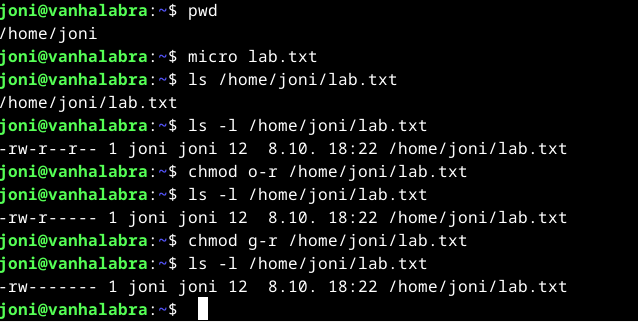 joni@vanhalabra:~$ pwd
/home/joni
joni@vanhalabra:~$ micro lab.txt
joni@vanhalabra:~$ ls /home/joni/lab.txt
/home/joni/lab.txt
joni@vanhalabra:~$ ls -l /home/joni/lab.txt
-rw-r--r-- 1 joni joni 12  8.10. 18:22 /home/joni/lab.txt
joni@vanhalabra:~$ chmod o-r /home/joni/lab.txt
joni@vanhalabra:~$ ls -l /home/joni/lab.txt
-rw-r----- 1 joni joni 12  8.10. 18:22 /home/joni/lab.txt
joni@vanhalabra:~$ chmod g-r /home/joni/lab.txt
joni@vanhalabra:~$ ls -l /home/joni/lab.txt
-rw------- 1 joni joni 12  8.10. 18:22 /home/joni/lab.txt
joni@vanhalabra:~$